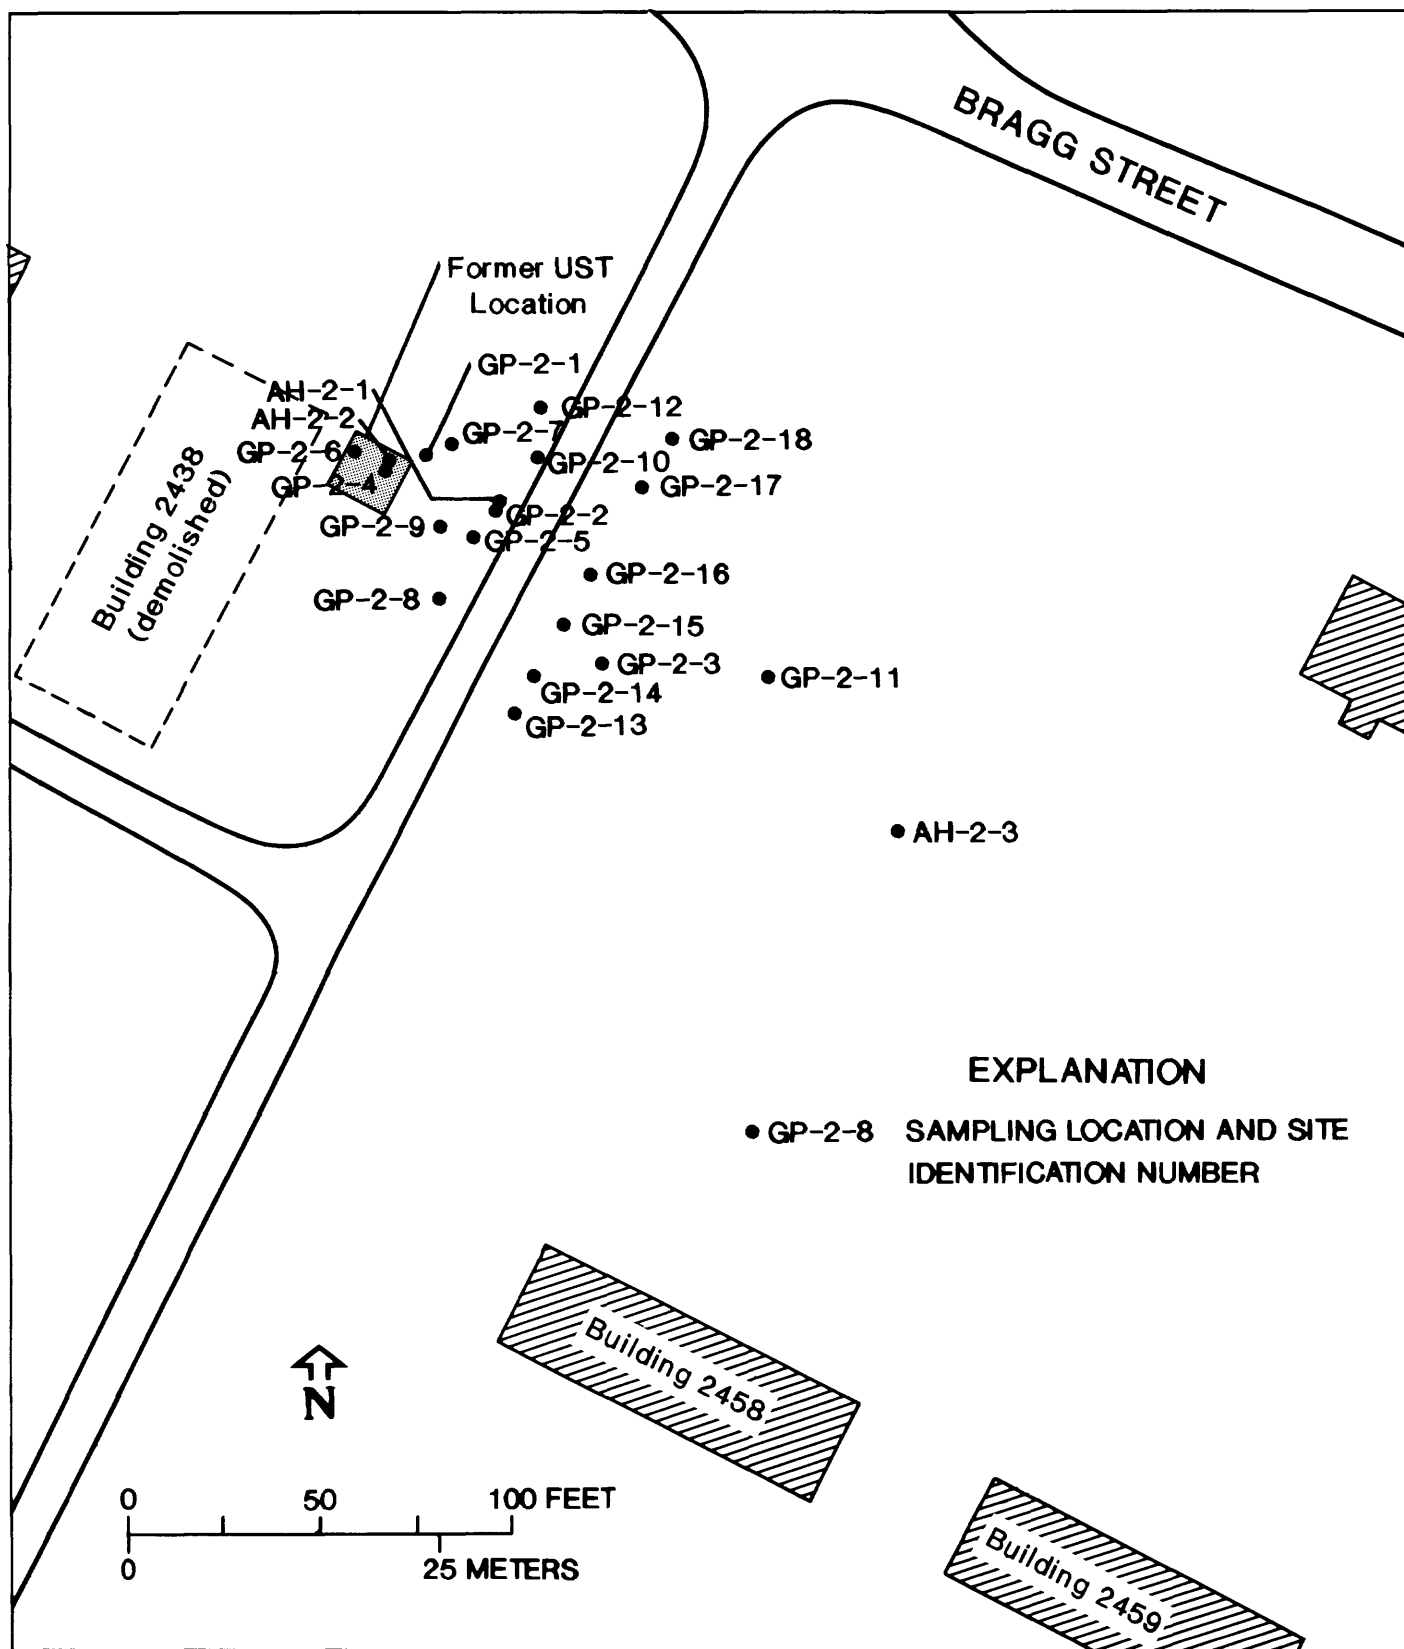 BRAGG STREET
Former UST
Location
GP-2-1
AH-2-1
AH-2-2
GP-2-12
GP-2-7
GP-2-18
GP-2-6
GP-2-10
GP-2-4
GP-2-17
GP-2-2
GP-2-9
GP-2-5
Building 2438
(demolished)
GP-2-16
GP-2-8
GP-2-15
GP-2-3
GP-2-11
GP-2-14
GP-2-13
AH-2-3
EXPLANATION
GP-2-8 SAMPLING LOCATION AND SITE
IDENTIFICATION NUMBER
Building 2458
N
0 50 100 FEET
0 25 METERS
Building 2459